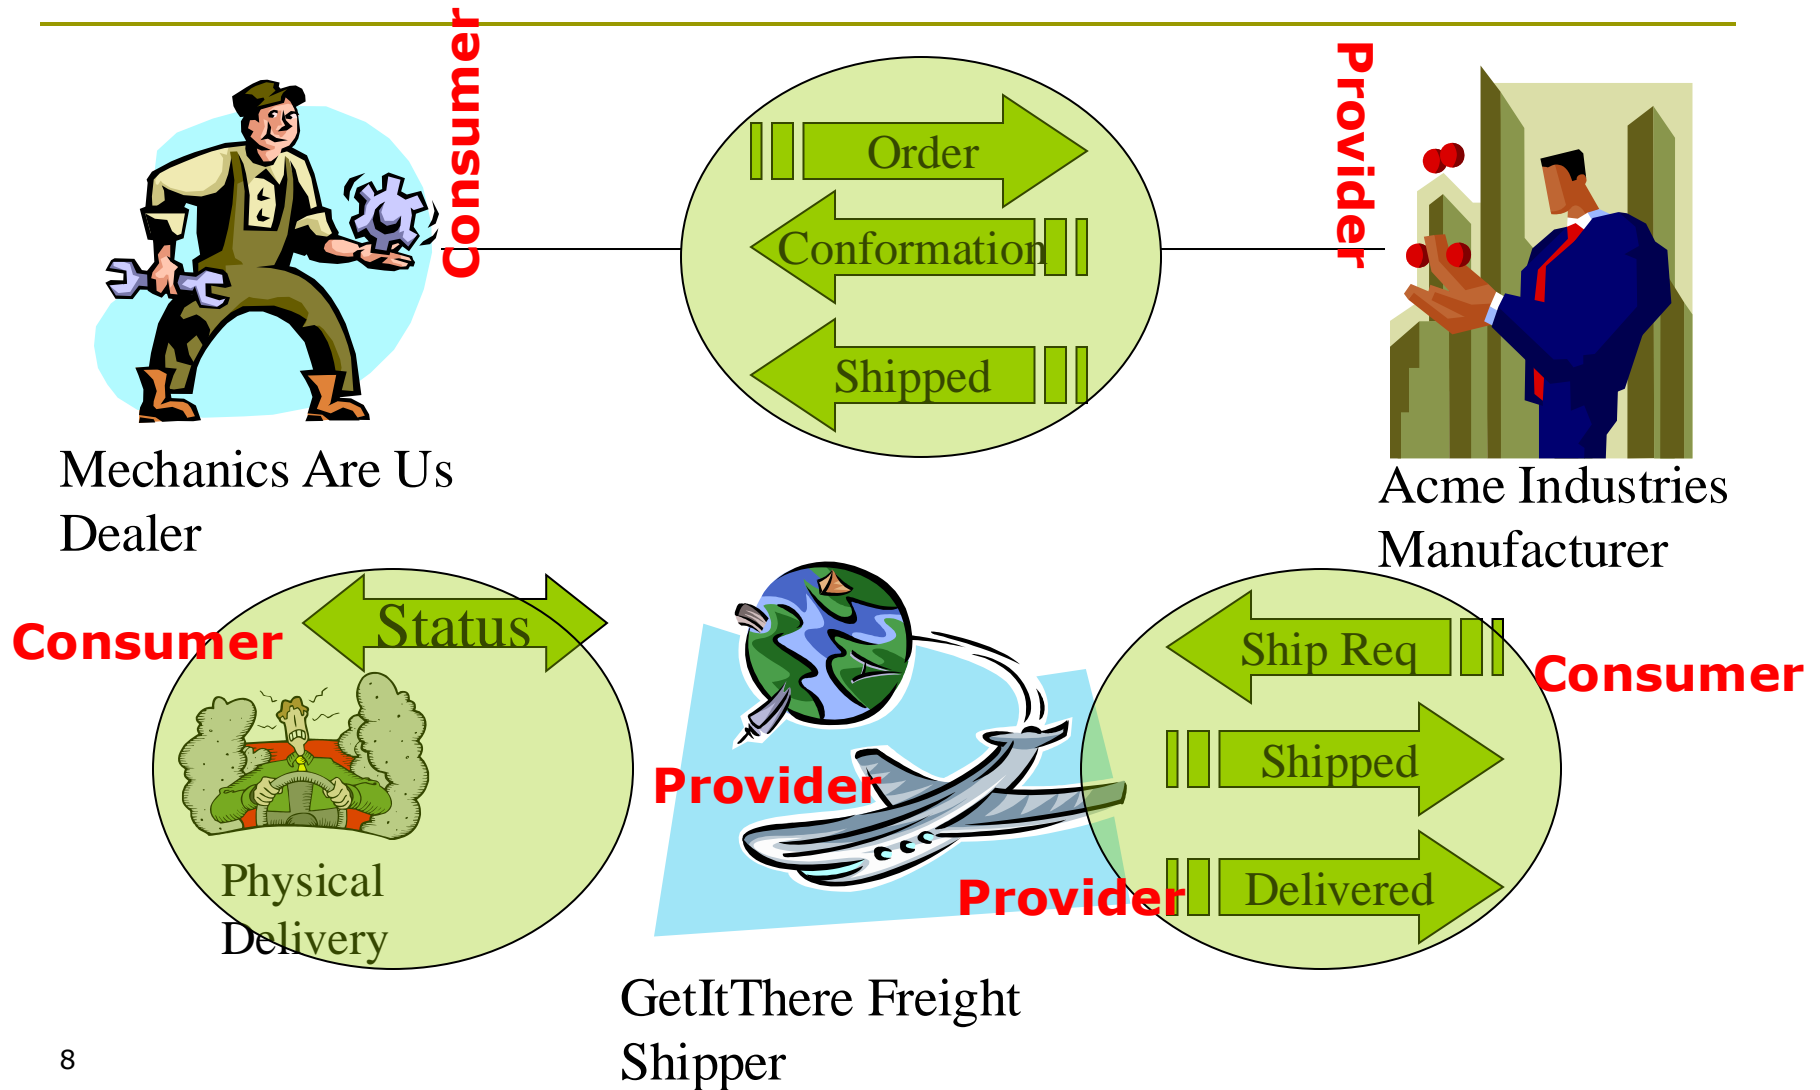 Consumer
Provider
Order
Conformation
Shipped
Mechanics Are Us
Dealer
Acme Industries
Manufacturer
Status
Consumer
Ship Req
Consumer
Shipped
Provider
Delivered
Provider
Physical
Delivery
GetItThere Freight
Shipper
8